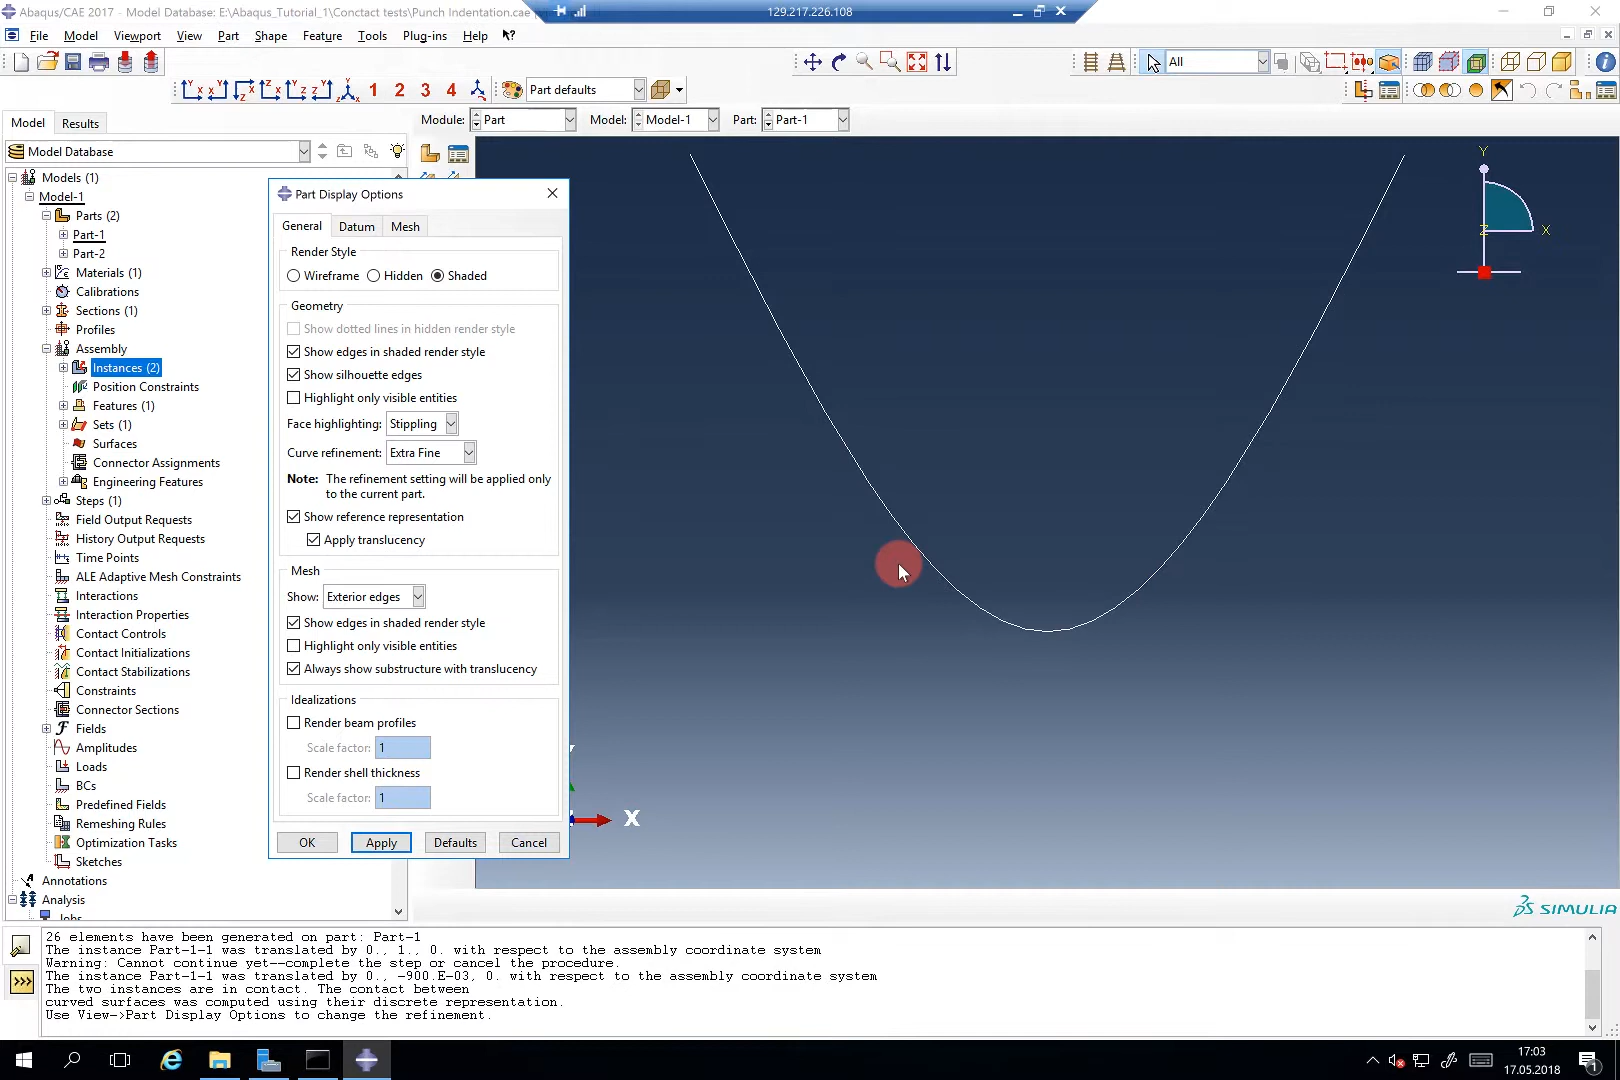 Abaqus/CAE 2017 - Model Database: E:\Abaqus_Tutorial_1\Conctact tests\Punch Indentation.cae
129.217.226.108
File Model Viewport View Part Shape Feature Tools Plug-ins Help
All
1 2 3 4 Part defaults
Model Results
Module: Part Model: Model-1 Part: Part-1
Model Database
Models (1)
Model-1
Parts (2)
Part-1
Part-2
Materials (1)
Calibrations
Sections (1)
Profiles
Assembly
Instances (2)
Position Constraints
Features (1)
Sets (1)
Surfaces
Connector Assignments
Engineering Features
Steps (1)
Field Output Requests
History Output Requests
Time Points
ALE Adaptive Mesh Constraints
Interactions
Interaction Properties
Contact Controls
Contact Initializations
Contact Stabilizations
Constraints
Connector Sections
Fields
Amplitudes
Loads
BCs
Predefined Fields
Remeshing Rules
Optimization Tasks
Sketches
Annotations
Analysis
Jobs
Part Display Options
General Datum Mesh
Render Style
Wireframe Hidden Shaded
Geometry
Show dotted lines in hidden render style
Show edges in shaded render style
Show silhouette edges
Highlight only visible entities
Face highlighting: Stippling
Curve refinement: Extra Fine
Note: The refinement setting will be applied only
to the current part.
Show reference representation
Apply translucency
Mesh
Show: Exterior edges
Show edges in shaded render style
Highlight only visible entities
Always show substructure with translucency
Idealizations
Render beam profiles
Scale factor: 1
Render shell thickness
Scale factor: 1
OK Apply Defaults Cancel
Y
Z X
X
SIMULIA
26 elements have been generated on part: Part-1
The instance Part-1-1 was translated by 0., 1., 0. with respect to the assembly coordinate system
Warning: Cannot continue yet--complete the step or cancel the procedure.
The instance Part-1-1 was translated by 0., -900.E-03, 0. with respect to the assembly coordinate system
The two instances are in contact. The contact between
curved surfaces was computed using their discrete representation.
Use View->Part Display Options to change the refinement.
17:03
17.05.2018
1